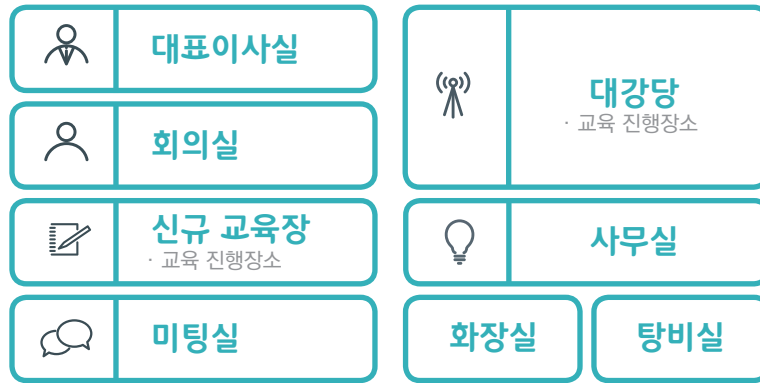 대표이사실
회의실
신규 교육장
· 교육 진행장소
미팅실
대강당
· 교육 진행장소
사무실
화장실
탕비실